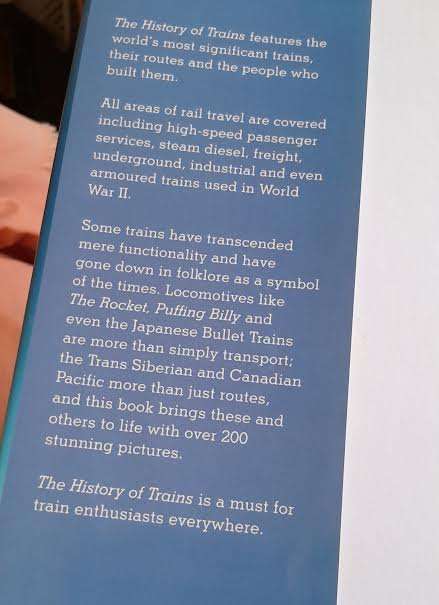 The History of Trains features the
world's most significant trains,
their routes and the people who
built them.
All areas of rail travel are covered
including high-speed passenger
services, steam diesel, freight,
underground, industrial and even
armoured trains used in World
War II.
Some trains have transcended
mere functionality and have
gone down in folklore as a symbol
of the times. Locomotives like
The Rocket, Puffing Billy and
even the Japanese Bullet Trains
are more than simply transport;
the Trans Siberian and Canadian
Pacific more than just routes,
and this book brings these and
others to life with over 200
stunning pictures.
The History of Trains is a must for
train enthusiasts everywhere.